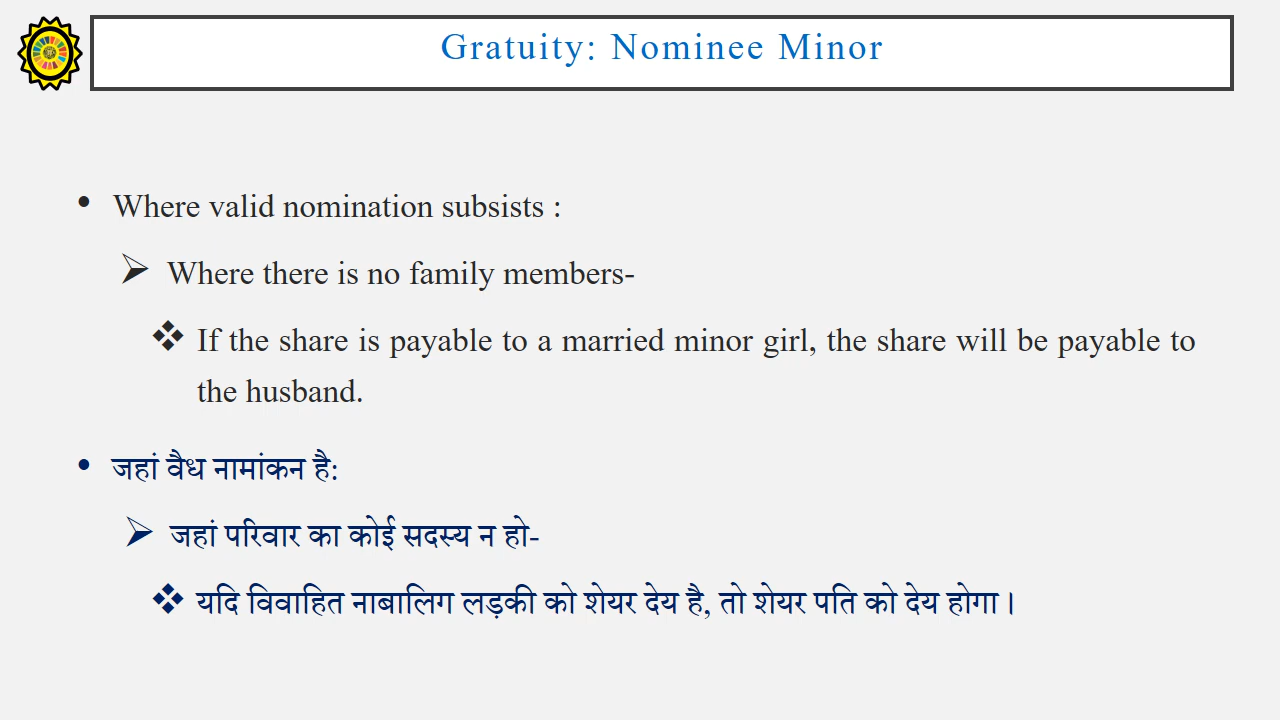 Gratuity: Nominee Minor
• Where valid nomination subsists :
➢ Where there is no family members-
❖ If the share is payable to a married minor girl, the share will be payable to
the husband.
• जहां वैध नामांकन है:
➢ जहां परिवार का कोई सदस्य न हो-
❖ यदि विवाहित नाबालिग लड़की को शेयर देय है, तो शेयर पति को देय होगा।